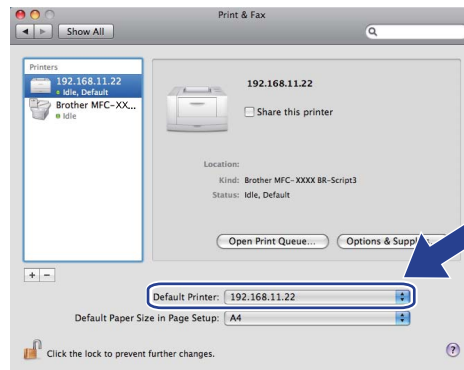 Print & Fax
Show All
Printers
192.168.11.22
Idle, Default
Brother MFC-XX...
Idle
192.168.11.22
Share this printer
Location:
Kind: Brother MFC-XXXX BR-Script3
Status: Idle, Default
Open Print Queue... Options & Suppl
+ -
Default Printer: 192.168.11.22
Default Paper Size in Page Setup: A4
Click the lock to prevent further changes. ?